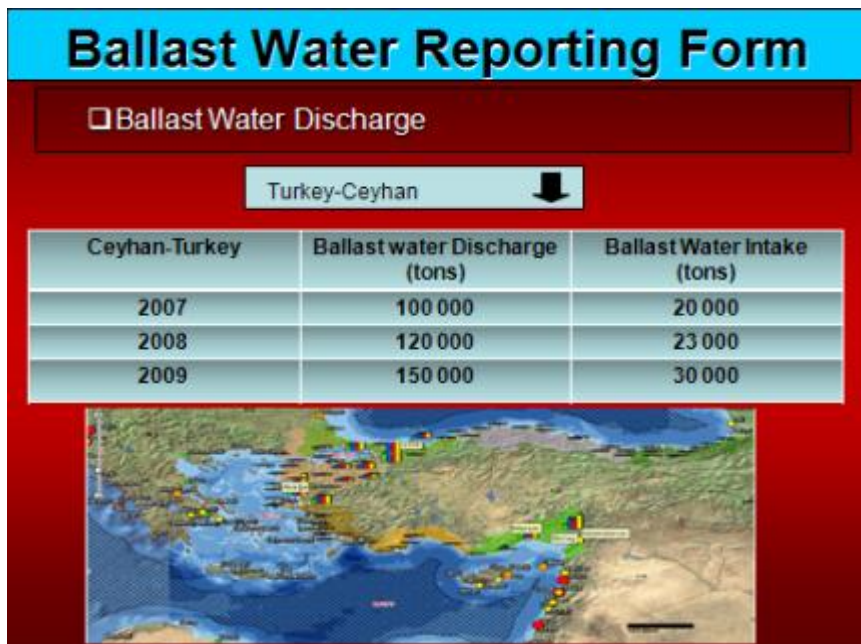 Ballast Water Reporting Form
Ballast Water Discharge
Turkey-Ceyhan
Ceyhan-Turkey Ballast water Discharge (tons) Ballast Water Intake (tons)
2007 100 000 20 000
2008 120 000 23 000
2009 150 000 30 000